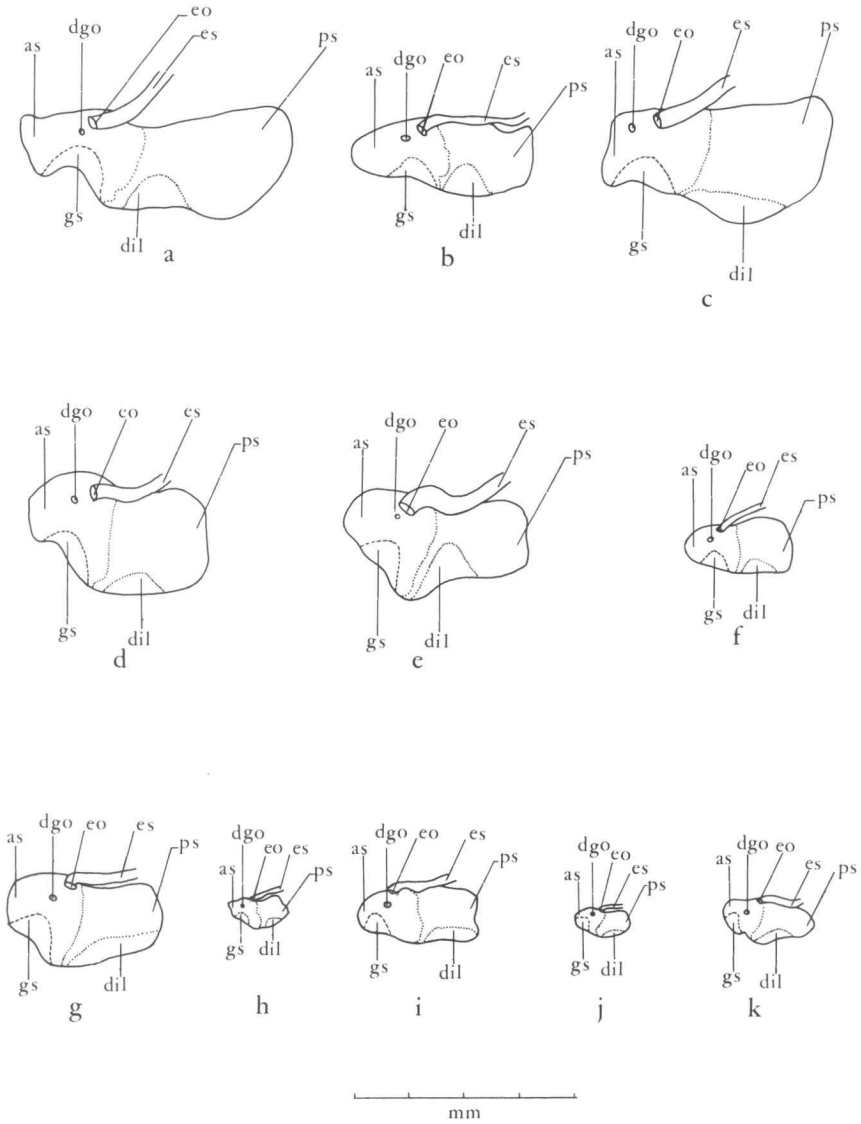 as dgo eo es ps
gs
dil
a
as dgo eo es ps
gs
dil
b
as dgo eo es ps
gs
dil
c
as dgo eo es ps
gs dil
d
as dgo eo es ps
gs dil
e
as dgo eo es ps
gs dil
f
as dgo eo es ps
gs dil
g
as dgo eo es ps
gs dil
h
as dgo eo es ps
gs dil
i
as dgo eo es ps
gs dil
j
as dgo eo es ps
gs dil
k
mm